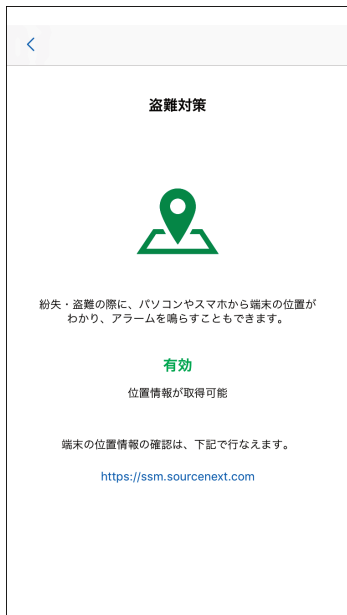 盗難対策
紛失・盗難の際に、パソコンやスマホから端末の位置が
わかり、アラームを鳴らすこともできます。
有効
位置情報が取得可能
端末の位置情報の確認は、下記で行なえます。
https://ssm.sourcenext.com